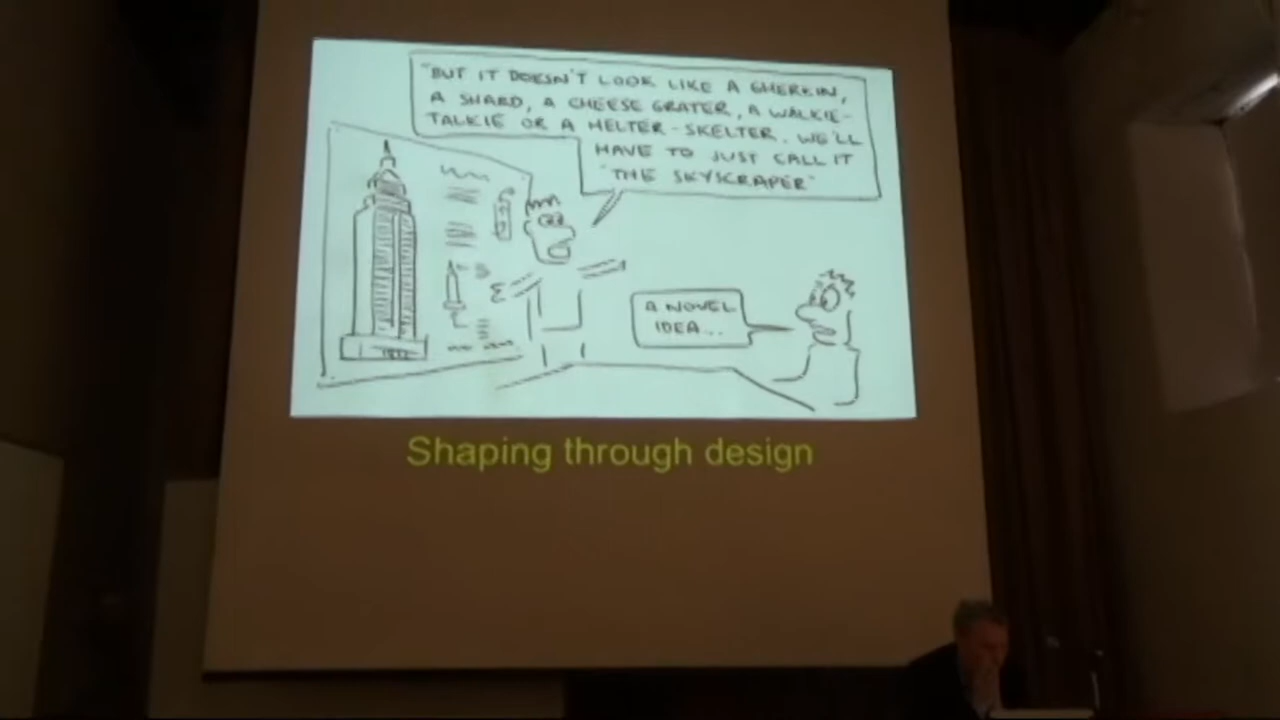 "BUT IT DOESN'T LOOK LIKE A GHERKIN,
A SHARD, A CHEESE GRATER, A WALKIE-
TALKIE OR A HELTER-SKELTER. WE'LL
HAVE TO JUST CALL IT
"THE SKYSCRAPER"
A NOVEL
IDEA...
Shaping through design